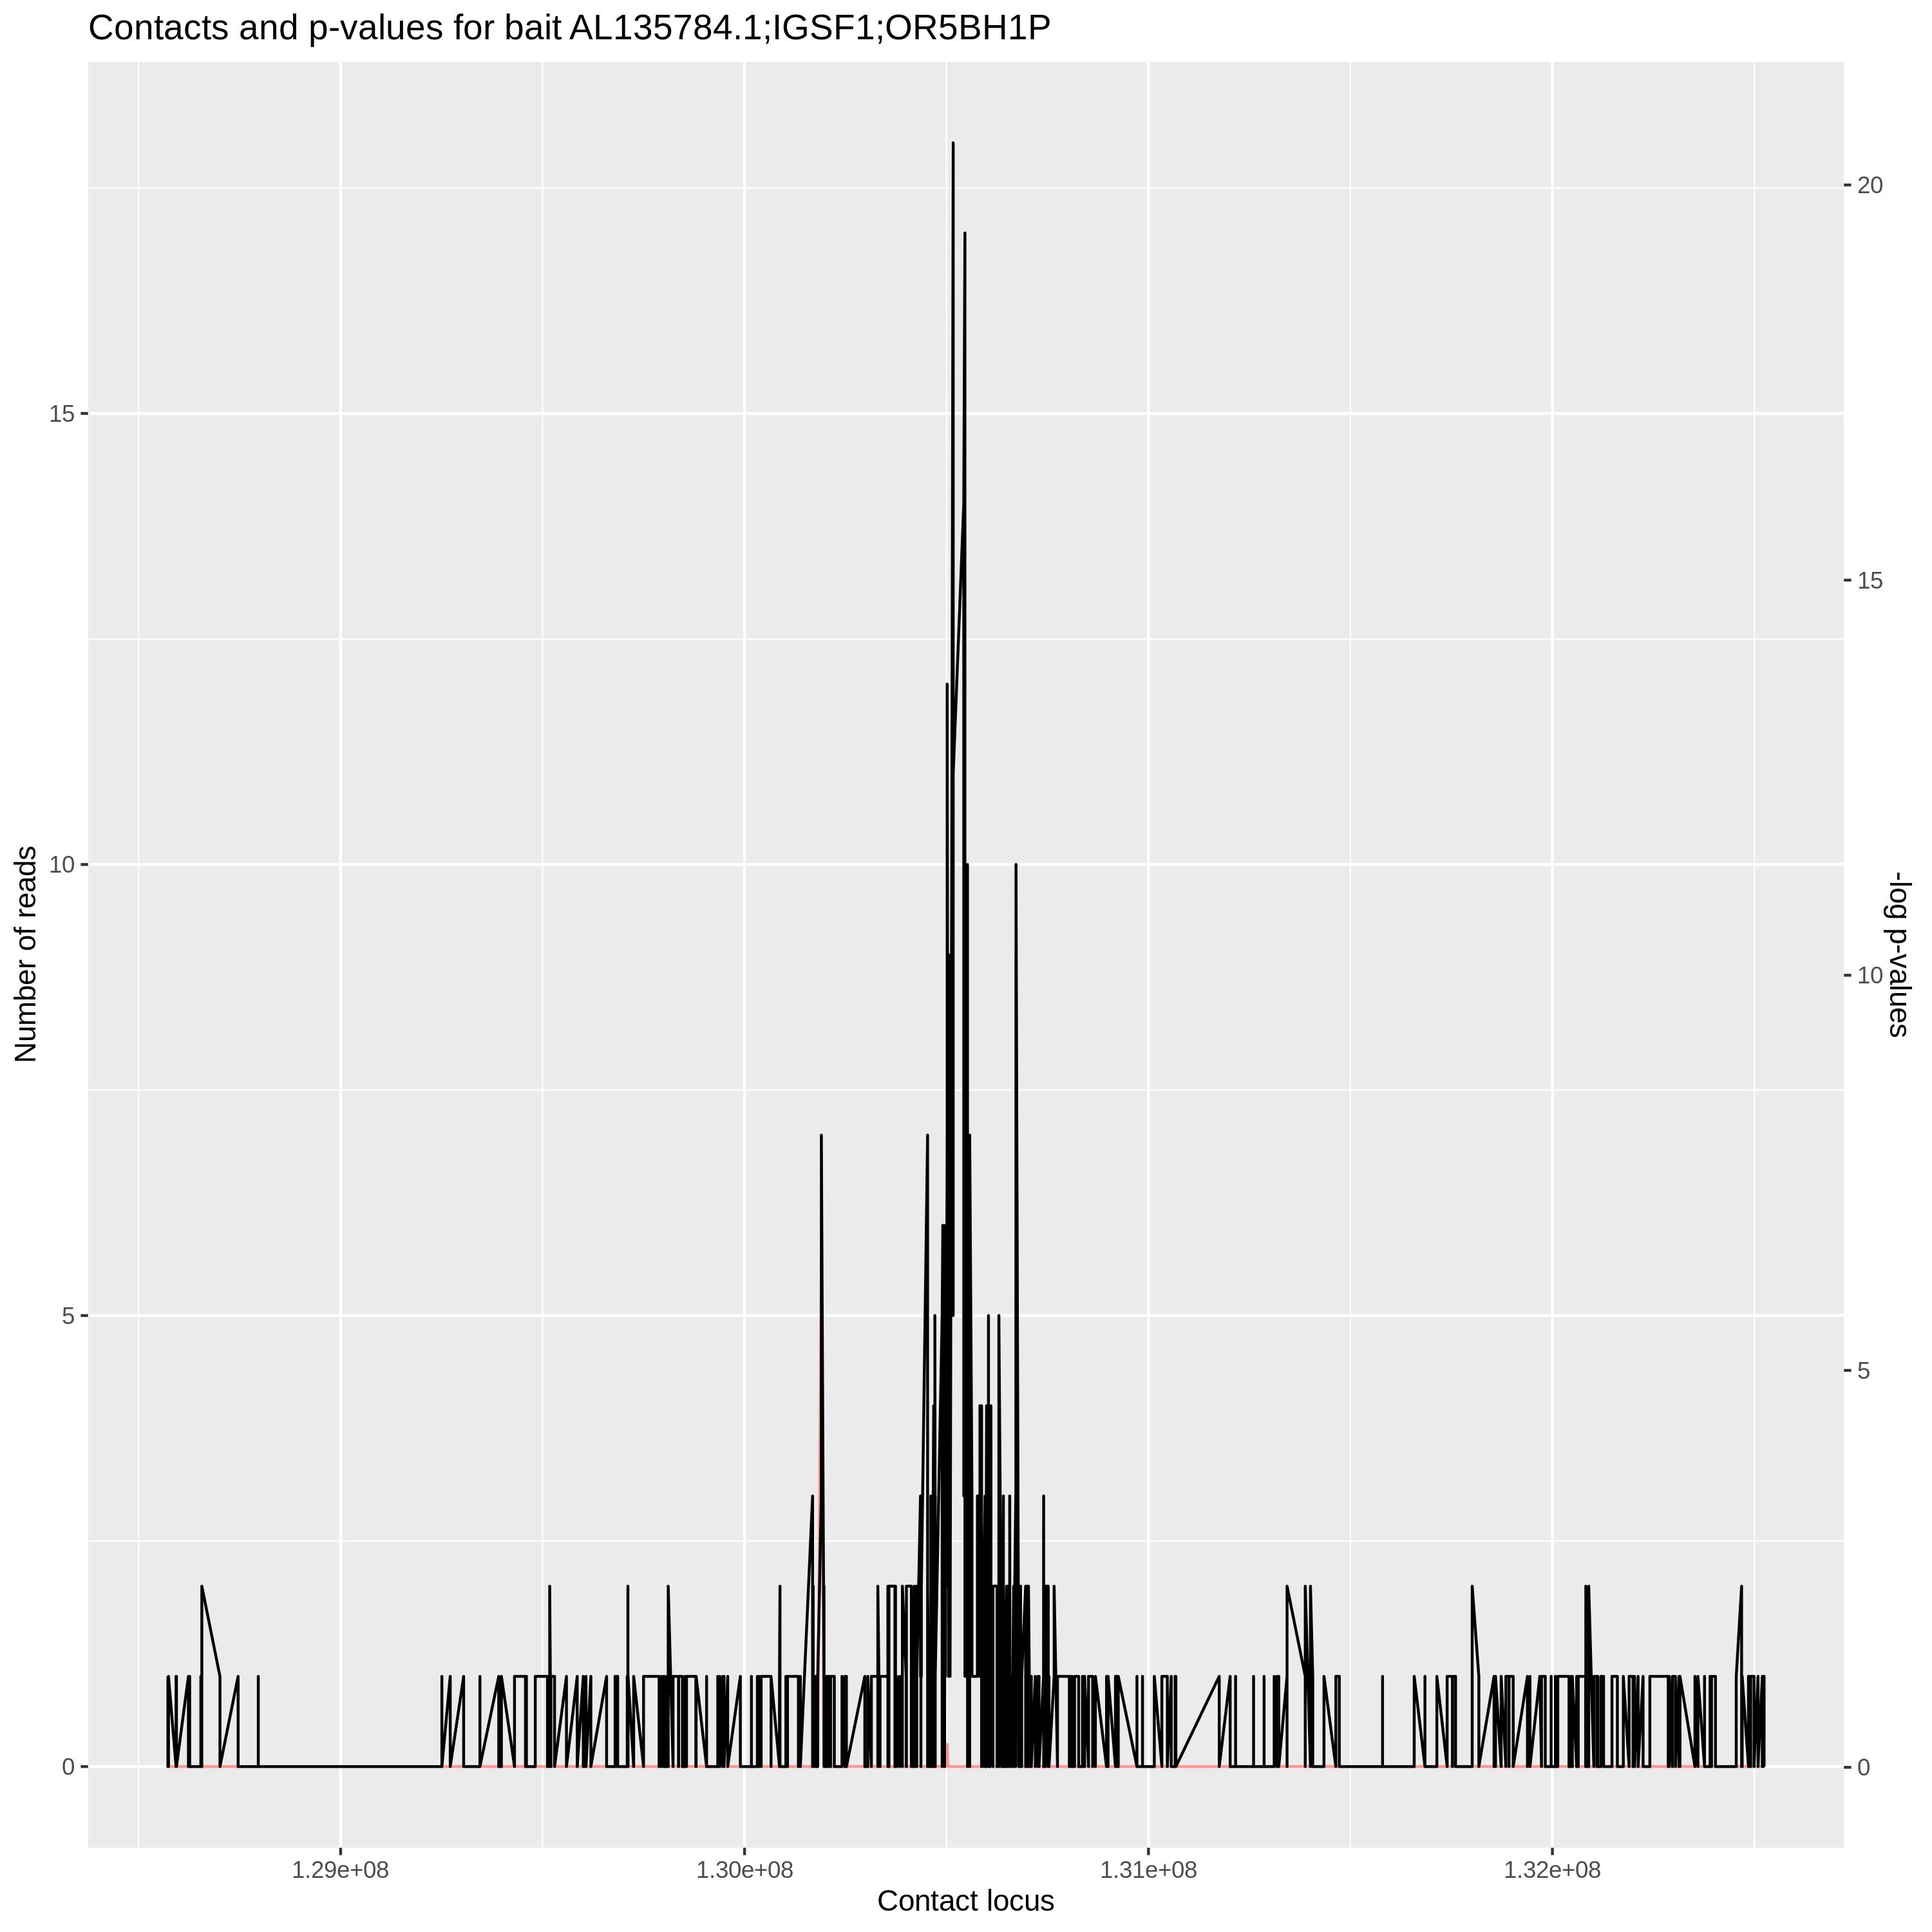 Contacts and p-values for bait AL135784.1;IGSF1;OR5BH1P
Number of reads
15
10
5
0
20
15
10
5
0
-log p-values
1.29e+08 1.30e+08 1.31e+08 1.32e+08
Contact locus